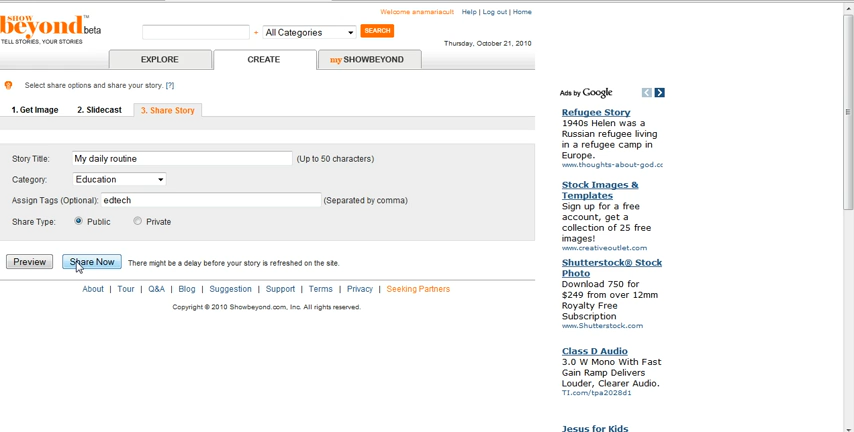 Welcome anamariacult Help | Log out | Home
show
beyond™
beta
TELL STORIES, YOUR STORIES
+ All Categories SEARCH
Thursday, October 21, 2010
EXPLORE CREATE my SHOWBEYOND
Select share options and share your story. [?]
1. Get Image 2. Slidecast 3. Share Story
Story Title: My daily routine (Up to 50 characters)
Category: Education
Assign Tags (Optional): edtech (Separated by comma)
Share Type: Public Private
Preview Share Now There might be a delay before your story is refreshed on the site.
About | Tour | Q&A | Blog | Suggestion | Support | Terms | Privacy | Seeking Partners
Copyright © 2010 Showbeyond.com, Inc. All rights reserved.
Ads by Google
Refugee Story
1940s Helen was a
Russian refugee living
in a refugee camp in
Europe.
www.thoughts-about-god.cc
Stock Images &
Templates
Sign up for a free
account, get a
collection of 25 free
images!
www.creativeoutlet.com
Shutterstock® Stock
Photo
Download 750 for
$249 from over 12mm
Royalty Free
Subscription
www.Shutterstock.com
Class D Audio
3.0 W Mono With Fast
Gain Ramp Delivers
Louder, Clearer Audio.
TI.com/tpa2028d1
Jesus for Kids